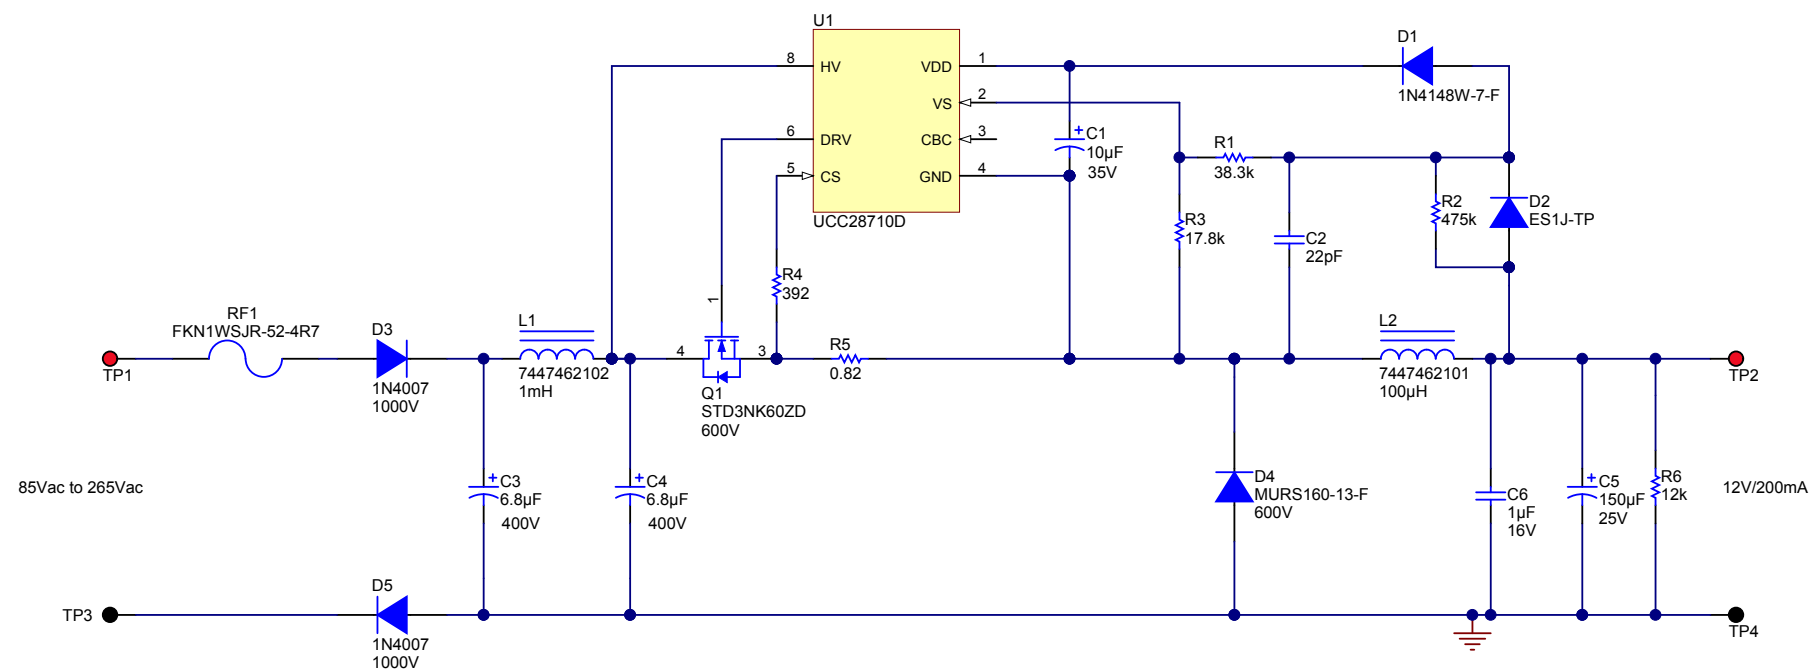 U1
8
HV
VDD
1
VS
2
6
DRV
CBC
3
5
CS
GND
4
UCC28710D
D1
1N4148W-7-F
C1
10µF
35V
R1
38.3k
R3
17.8k
C2
22pF
R2
475k
D2
ES1J-TP
R4
392
1
RF1
FKN1WSJR-52-4R7
D3
1N4007
1000V
TP1
L1
7447462102
1mH
4
3
Q1
STD3NK60ZD
600V
R5
0.82
L2
7447462101
100µH
TP2
85Vac to 265Vac
C3
6.8µF
400V
C4
6.8µF
400V
D4
MURS160-13-F
600V
C6
1µF
16V
C5
150µF
25V
R6
12k
12V/200mA
TP3
D5
1N4007
1000V
TP4